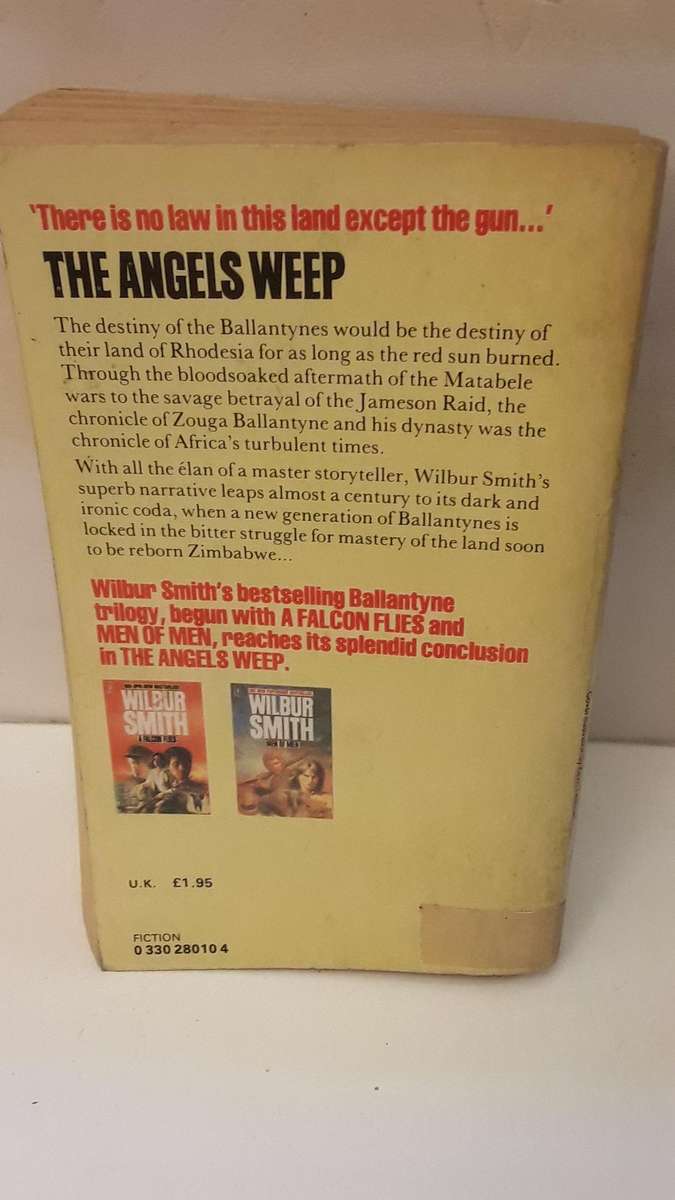 'There is no law in this land except the gun...'
THE ANGELS WEEP
The destiny of the Ballantynes would be the destiny of
their land of Rhodesia for as long as the red sun burned.
Through the bloodsoaked aftermath of the Matabele
wars to the savage betrayal of the Jameson Raid, the
chronicle of Zouga Ballantyne and his dynasty was the
chronicle of Africa's turbulent times.
With all the élan of a master storyteller, Wilbur Smith's
superb narrative leaps almost a century to its dark and
ironic coda, when a new generation of Ballantynes is
locked in the bitter struggle for mastery of the land soon
to be reborn Zimbabwe...
Wilbur Smith's bestselling Ballantyne
trilogy, begun with A FALCON FLIES and
MEN OF MEN, reaches its splendid conclusion
in THE ANGELS WEEP.
WILBUR
SMITH
A FALCON FLIES
WILBUR
SMITH
MEN OF MEN
U.K. £1.95
FICTION
0 330 28010 4